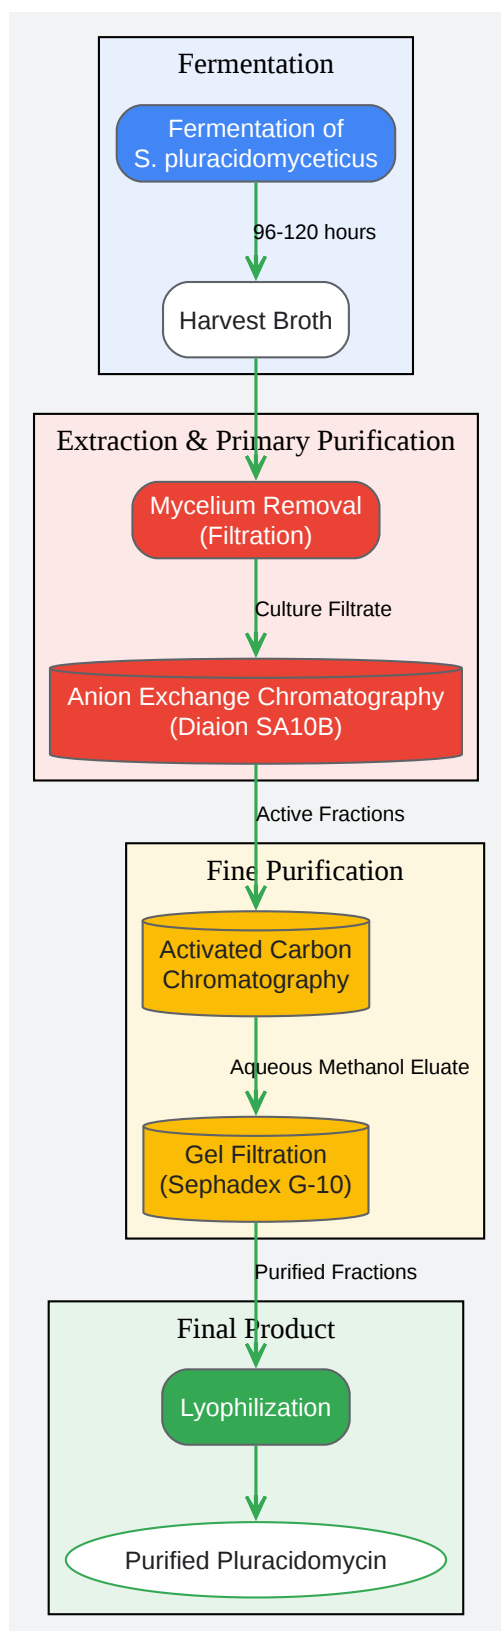 Fermentation
Fermentation of
S. pluracidomyceticus
96-120 hours
Harvest Broth
Extraction & Primary Purification
Mycelium Removal
(Filtration)
Culture Filtrate
Anion Exchange Chromatography
(Diaion SA10B)
Active Fractions
Fine Purification
Activated Carbon
Chromatography
Aqueous Methanol Eluate
Gel Filtration
(Sephadex G-10)
Purified Fractions
Final Product
Lyophilization
Purified Pluracidomycin